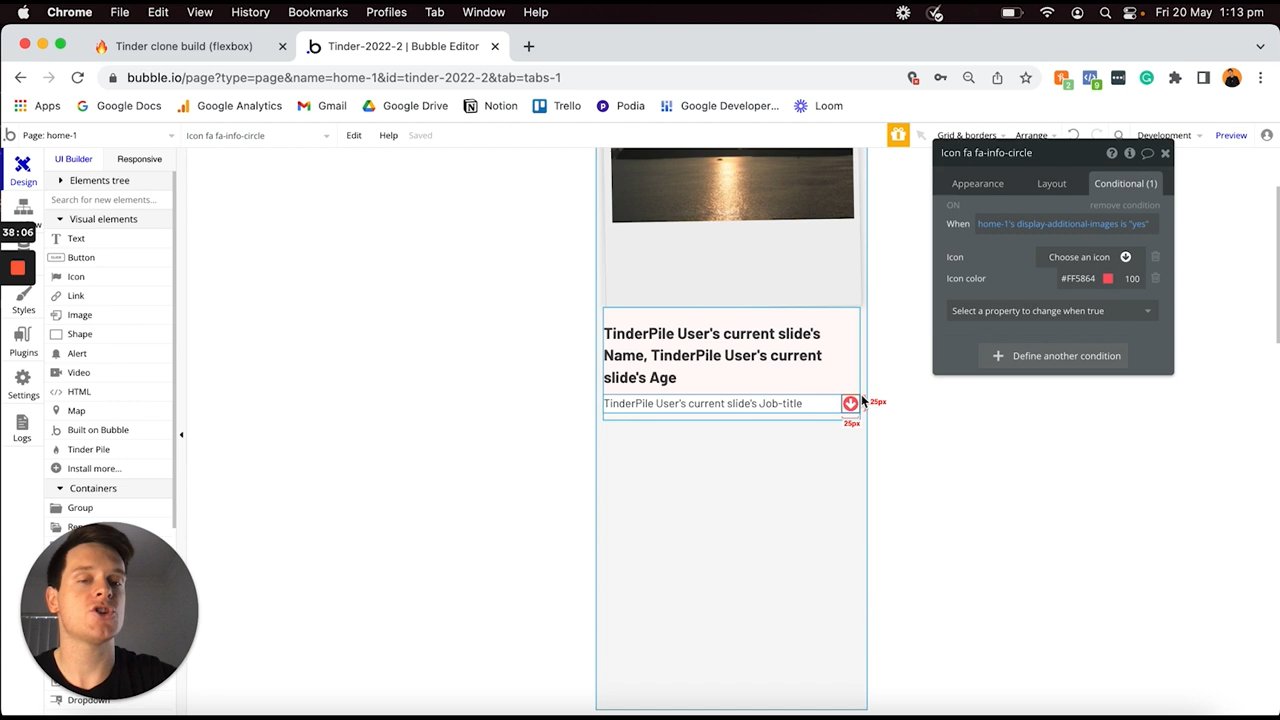 Chrome File Edit View History Bookmarks Profiles Tab Window Help Fri 20 May 1:13 pm
Tinder clone build (flexbox) Tinder-2022-2 | Bubble Editor
bubble.io/page?type=page&name=home-1&id=tinder-2022-2&tab=tabs-1 2 9
Apps Google Docs Google Analytics Gmail Google Drive Notion Trello Podia Google Developer... Loom
Page: home-1 Icon fa fa-info-circle Edit Help Saved Grid & borders Arrange Development Preview
UI Builder Responsive
Design
Elements tree
Search for new elements...
Visual elements
38:06
Text
Button
Icon
Link
Styles
Image
Shape
Alert
Plugins
Video
HTML
Settings
Map
Built on Bubble
Logs
Tinder Pile
Install more...
Containers
Group
Dropdown
TinderPile User's current slide's
Name, TinderPile User's current
slide's Age
TinderPile User's current slide's Job-title
25px
25px
Icon fa fa-info-circle
Appearance Layout Conditional (1)
ON remove condition
When home-1's display-additional-images is "yes"
Icon Choose an icon
Icon color #FF5864 100
Select a property to change when true
Define another condition